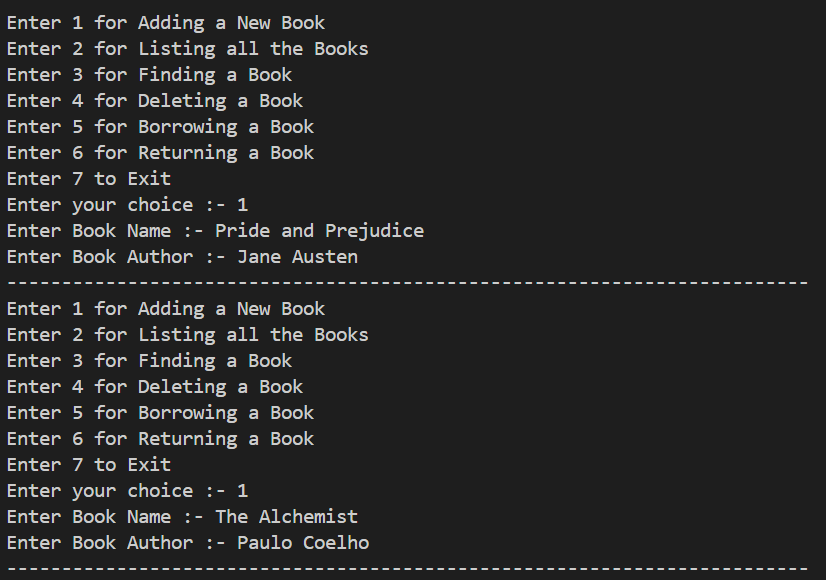 Enter 1 for Adding a New Book
Enter 2 for Listing all the Books
Enter 3 for Finding a Book
Enter 4 for Deleting a Book
Enter 5 for Borrowing a Book
Enter 6 for Returning a Book
Enter 7 to Exit
Enter your choice :- 1
Enter Book Name :- Pride and Prejudice
Enter Book Author :- Jane Austen
-------------------------------------------------------------------------
Enter 1 for Adding a New Book
Enter 2 for Listing all the Books
Enter 3 for Finding a Book
Enter 4 for Deleting a Book
Enter 5 for Borrowing a Book
Enter 6 for Returning a Book
Enter 7 to Exit
Enter your choice :- 1
Enter Book Name :- The Alchemist
Enter Book Author :- Paulo Coelho
-------------------------------------------------------------------------